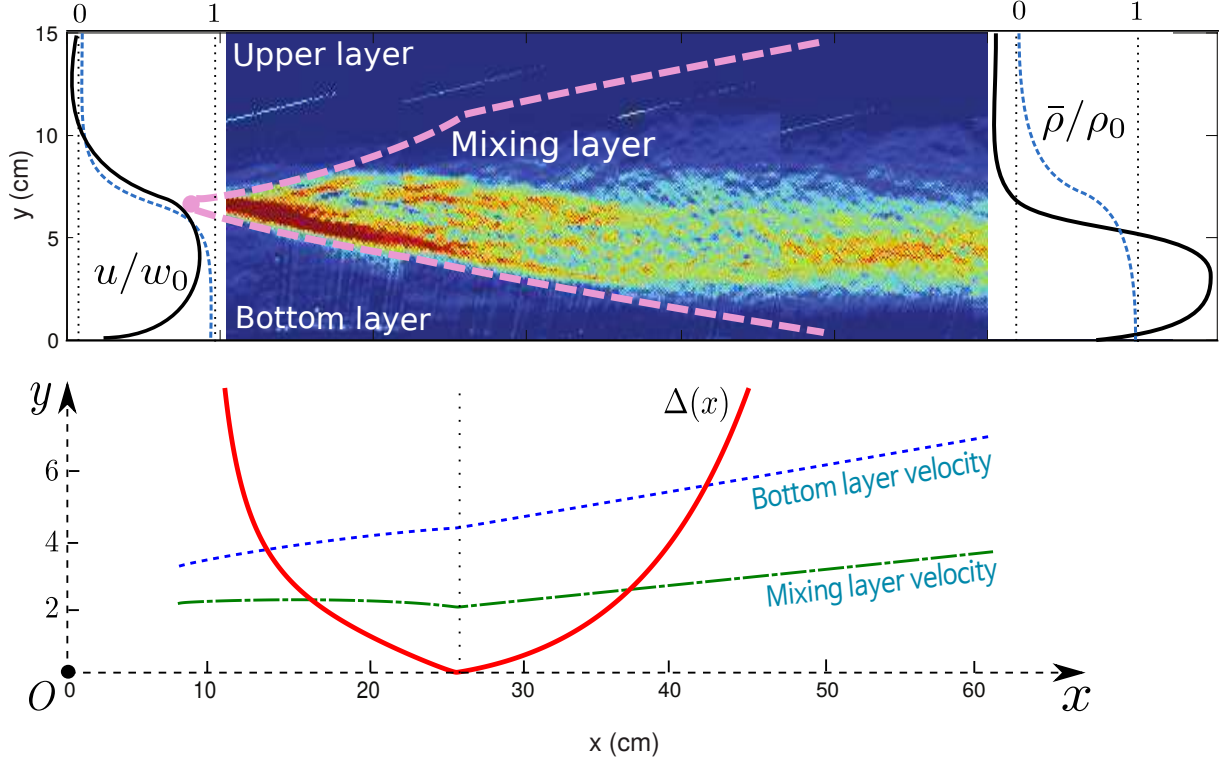 0 1 0 1
15
Upper layer
ρ̄/ρ₀
10
Mixing layer
y (cm)
5
u/w₀
Bottom layer
0
y
Δ(x)
6
Bottom layer velocity
4
Mixing layer velocity
2
O 0 10 20 30 40 50 60 x
x (cm)